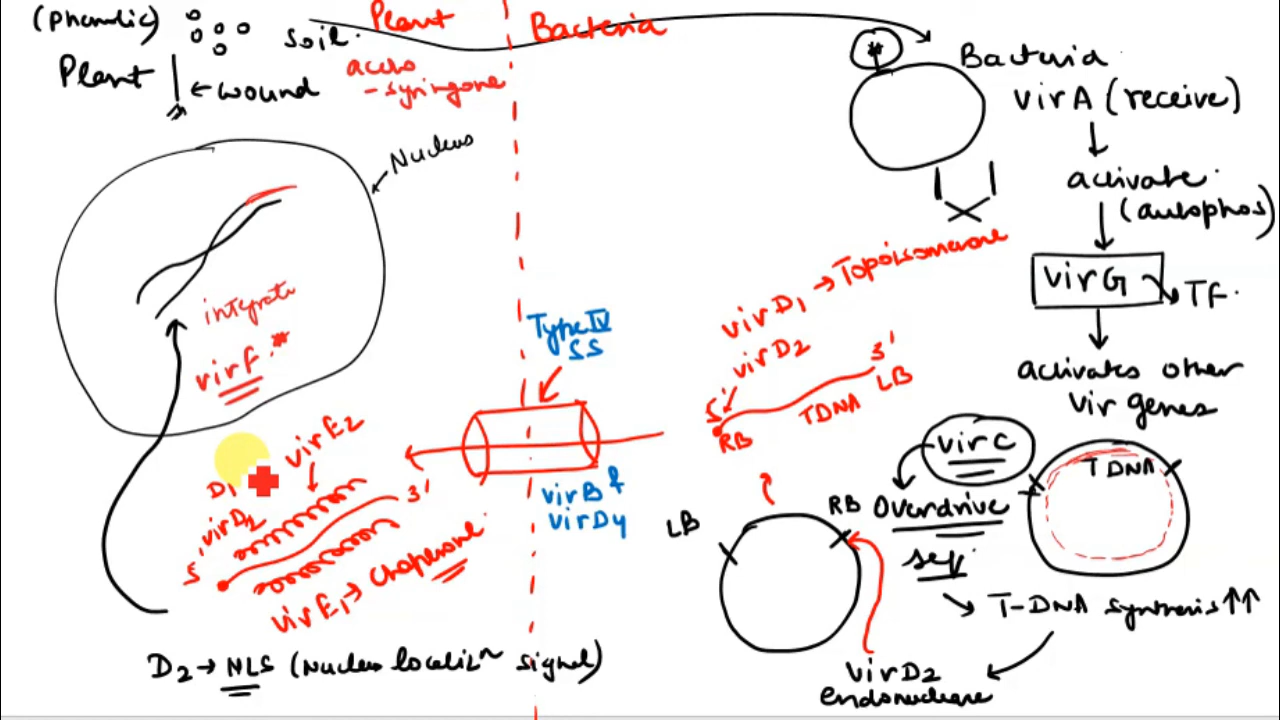 (phenolic)
Soil.
Plant
← wound
Plant
Bacteria
aceto
-syringone
*
Bacteria
virA (receive)
activate.
(autophos)
virG
TF.
activates other
vir genes
Nucleus
integrate
virF.*
Type IV
SS
virB &
virD4
virD1 → Topoisomerase
virD2
5'
3'
RB
TDNA
LB
virC
TDNA
Overdrive
seq.
T-DNA synthesis ↑↑
LB
RB
virD2
endonuclease
virE2
D1
virD2
5'
3'
virE1 → Chaperone
D2 → NLS (Nucleus localizn signal)